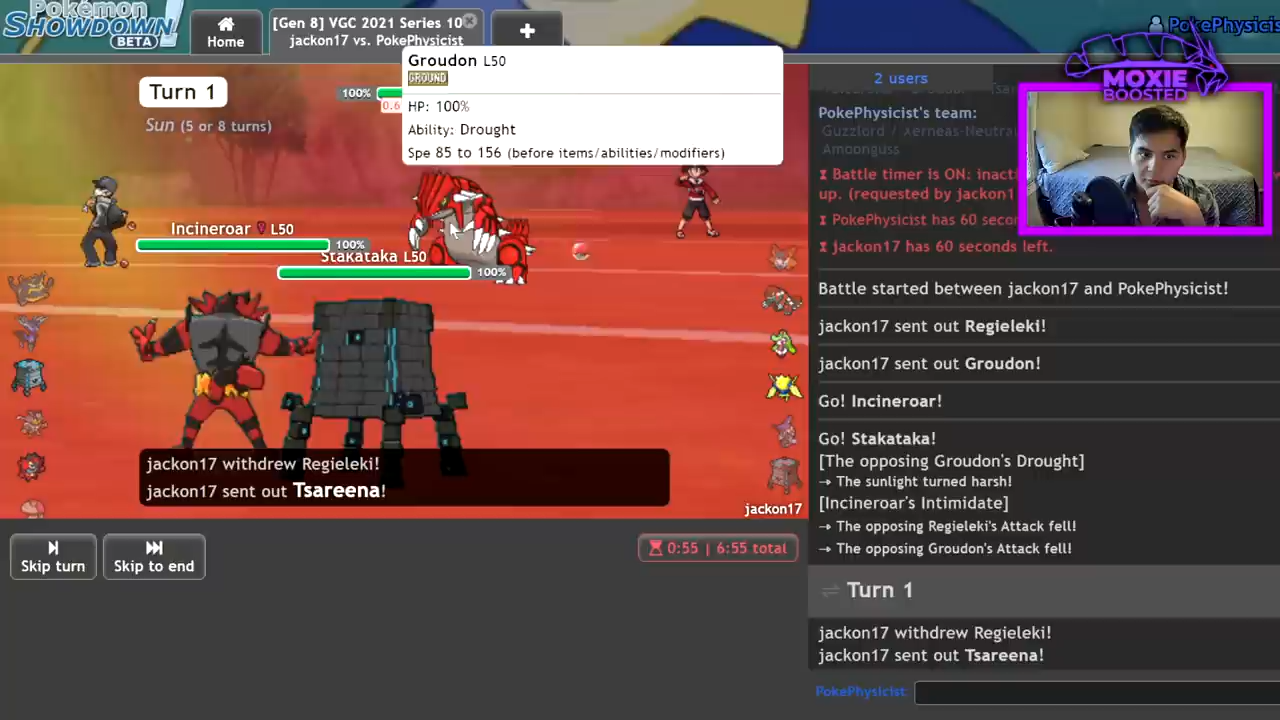 Pokémon
SHOWDOWN!
BETA
Home
[Gen 8] VGC 2021 Series 10
jackon17 vs. PokePhysicist
Groudon L50
GROUND
HP: 100%
Ability: Drought
Spe 85 to 156 (before items/abilities/modifiers)
Turn 1
Sun (5 or 8 turns)
100%
Incineroar L50
100%
Stakataka L50
100%
jackon17 withdrew Regieleki!
jackon17 sent out Tsareena!
jackon17
Skip turn
Skip to end
0:55 | 6:55 total
2 users
MOXIE
BOOSTED
PokePhysicist's team:
Guzzlord / Xerneas-Neutral
Amoonguss
Battle timer is ON: inact
up. (requested by jackon1
PokePhysicist has 60 secon
jackon17 has 60 seconds left.
Battle started between jackon17 and PokePhysicist!
jackon17 sent out Regieleki!
jackon17 sent out Groudon!
Go! Incineroar!
Go! Stakataka!
[The opposing Groudon's Drought]
→ The sunlight turned harsh!
[Incineroar's Intimidate]
→ The opposing Regieleki's Attack fell!
→ The opposing Groudon's Attack fell!
Turn 1
jackon17 withdrew Regieleki!
jackon17 sent out Tsareena!
PokePhysicist: